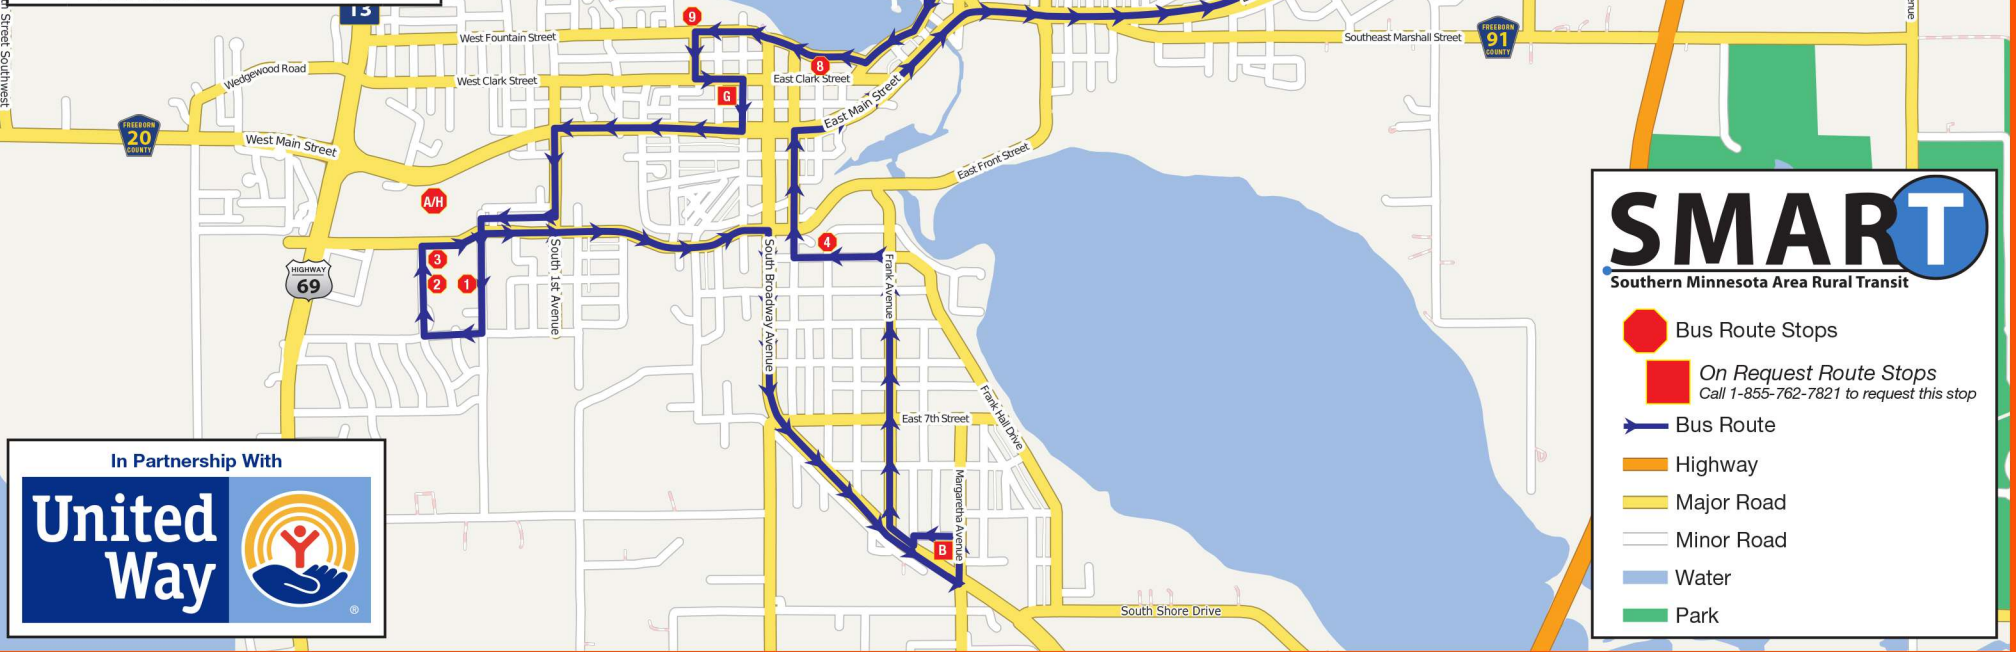 13
9
FREEBORN
91
COUNTY
West Fountain Street
Southeast Marshall Street
Street Southwest
Wedgewood Road
8
West Clark Street
East Clark Street
G
East Main Street
FREEBORN
20
COUNTY
West Main Street
East Front Street
A/H
SMART
Southern Minnesota Area Rural Transit
4
3
2
1
HIGHWAY
69
South 1st Avenue
South Broadway Avenue
Frank Avenue
Bus Route Stops
On Request Route Stops
Call 1-855-762-7821 to request this stop
Bus Route
Highway
Major Road
Minor Road
Water
Park
East 7th Street
Frank Hall Drive
Margaretha Avenue
B
South Shore Drive
In Partnership With
United
Way
®